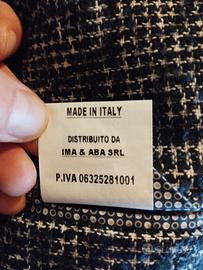 MADE IN ITALY
DISTRIBUITO DA
IMA & ABA SRL
P.IVA 06325281001